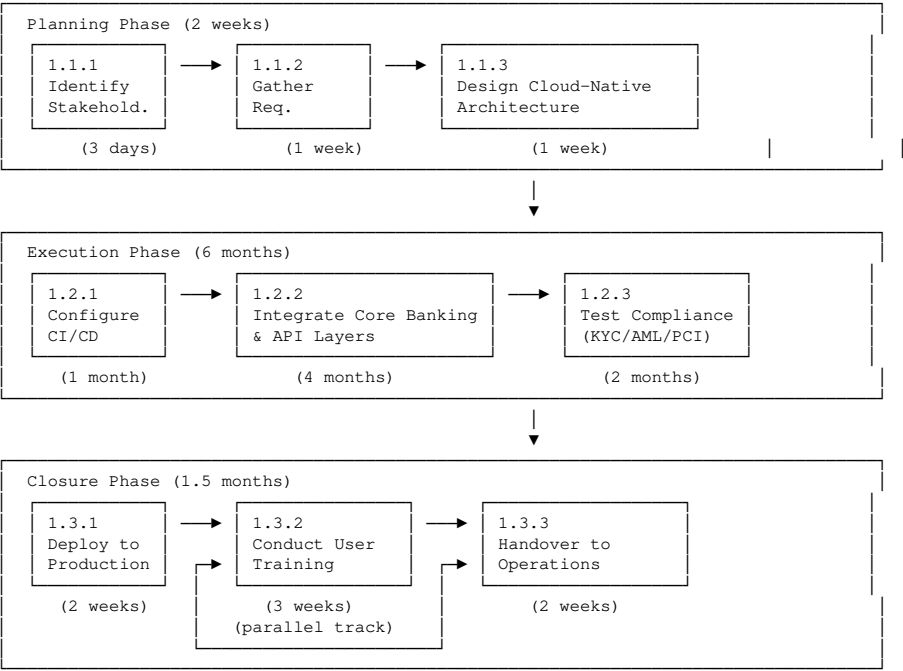 Planning Phase (2 weeks)
1.1.1 1.1.2 1.1.3
Identify Gather Design Cloud-Native
Stakehold. Req. Architecture
(3 days) (1 week) (1 week)
Execution Phase (6 months)
1.2.1 1.2.2 1.2.3
Configure Integrate Core Banking Test Compliance
CI/CD & API Layers (KYC/AML/PCI)
(1 month) (4 months) (2 months)
Closure Phase (1.5 months)
1.3.1 1.3.2 1.3.3
Deploy to Conduct User Handover to
Production Training Operations
(2 weeks) (3 weeks) (2 weeks)
(parallel track)